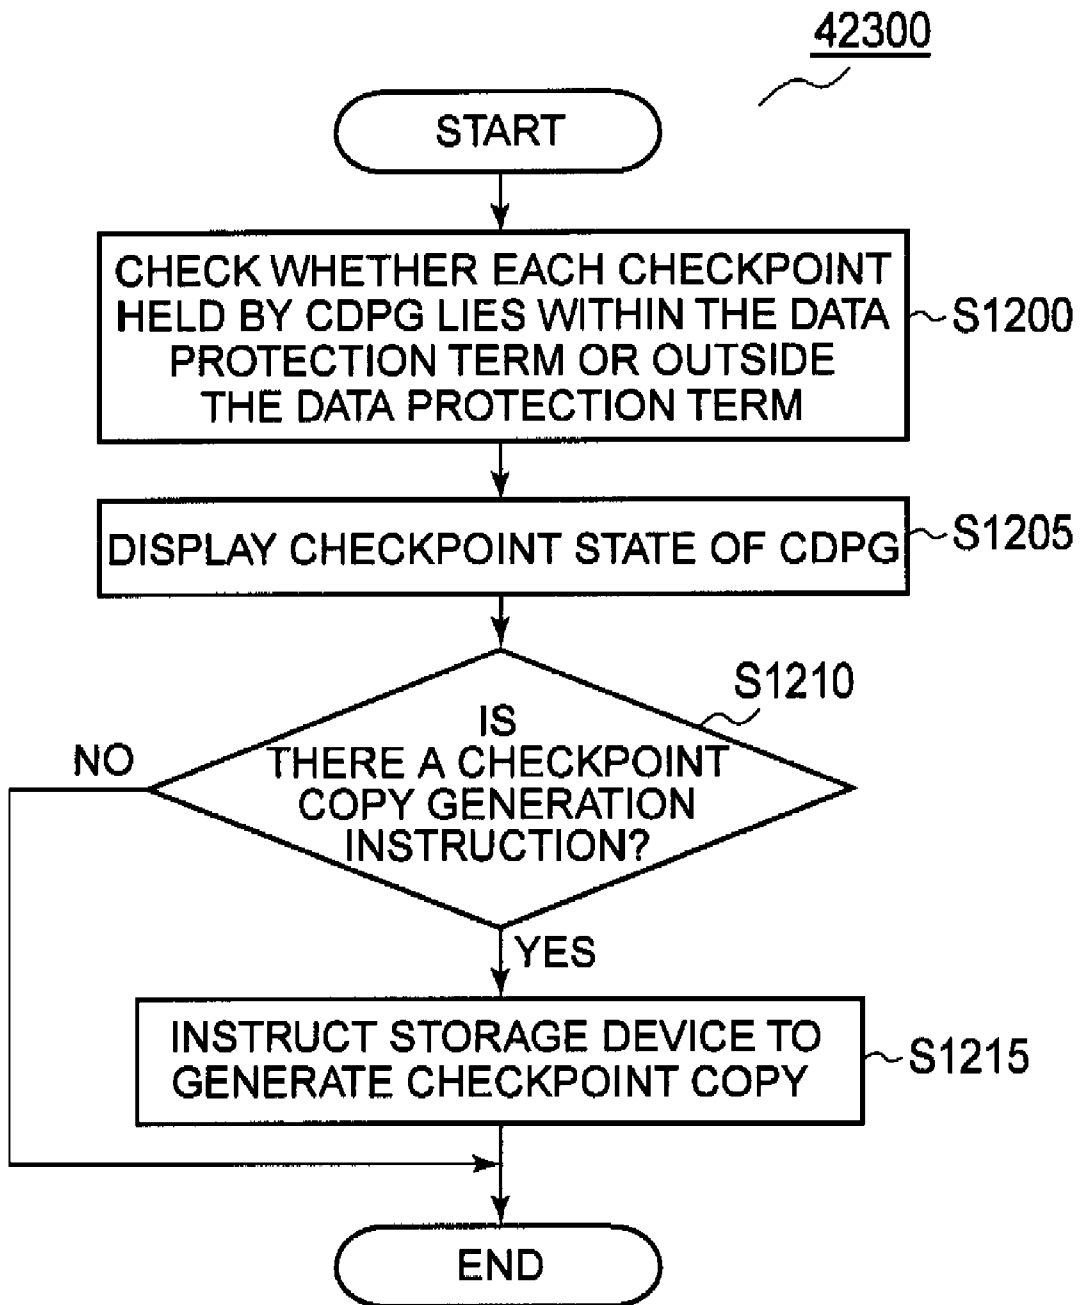 42300
START
CHECK WHETHER EACH CHECKPOINT
HELD BY CDPG LIES WITHIN THE DATA
PROTECTION TERM OR OUTSIDE
THE DATA PROTECTION TERM
S1200
DISPLAY CHECKPOINT STATE OF CDPG
S1205
S1210
IS
THERE A CHECKPOINT
COPY GENERATION
INSTRUCTION?
NO
YES
INSTRUCT STORAGE DEVICE TO
GENERATE CHECKPOINT COPY
S1215
END